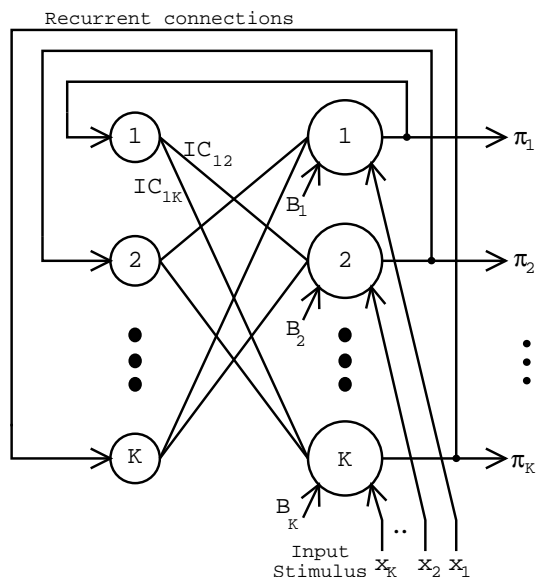 Recurrent connections
1 1 π₁
IC₁₂
IC₁K
B₁
2 2 π₂
B₂
K K πK
BK
Input
Stimulus xK .. x₂ x₁